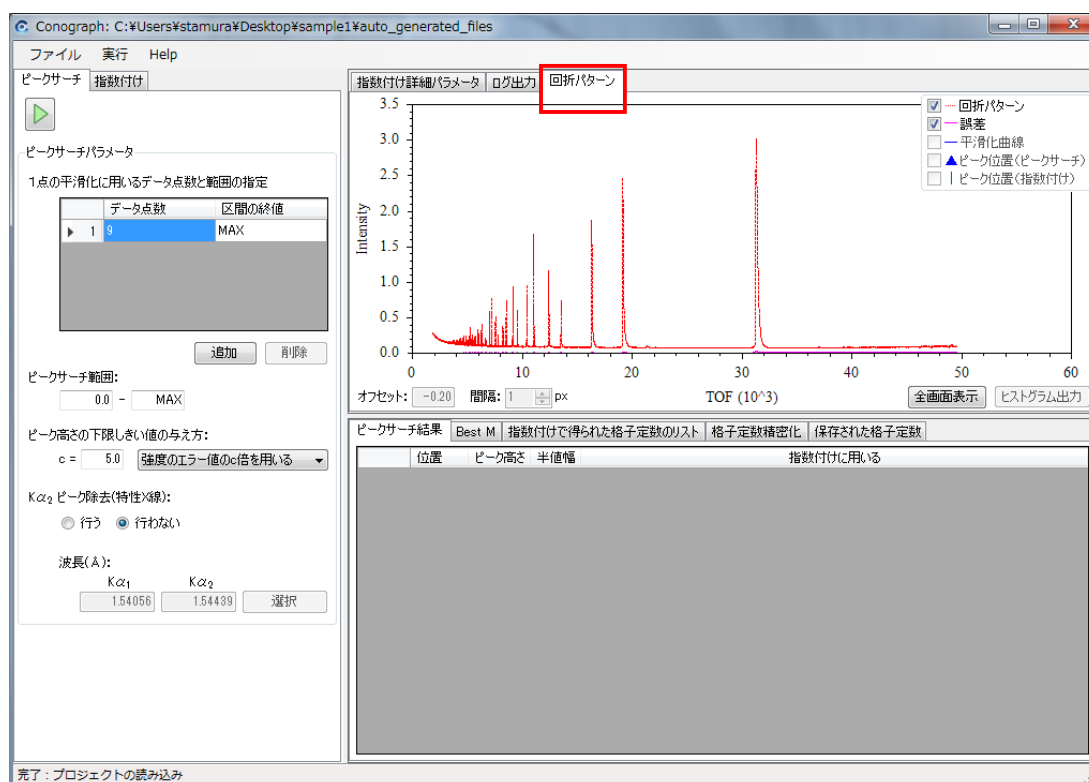 Conograph: C:¥Users¥stamura¥Desktop¥sample1¥auto_generated_files
ファイル 実行 Help
ピークサーチ 指数付け
ピークサーチパラメータ
1点の平滑化に用いるデータ点数と範囲の指定
データ点数 区間の終値
1 9 MAX
追加 削除
ピークサーチ範囲:
0.0 - MAX
ピーク高さの下限しきい値の与え方:
c = 5.0 強度のエラー値のc倍を用いる
Kα2 ピーク除去(特性X線):
行う 行わない
波長(Å):
Kα1 Kα2
1.54056 1.54439 選択
指数付け詳細パラメータ ログ出力 回折パターン
3.5
3.0
2.5
2.0
1.5
1.0
0.5
0.0
Intensity
0 10 20 30 40 50 60
TOF (10^3)
回折パターン
誤差
平滑化曲線
ピーク位置(ピークサーチ)
ピーク位置(指数付け)
オフセット: -0.20 間隔: 1 px
全画面表示 ヒストグラム出力
ピークサーチ結果 Best M 指数付けで得られた格子定数のリスト 格子定数精密化 保存された格子定数
位置 ピーク高さ 半値幅 指数付けに用いる
完了:プロジェクトの読み込み